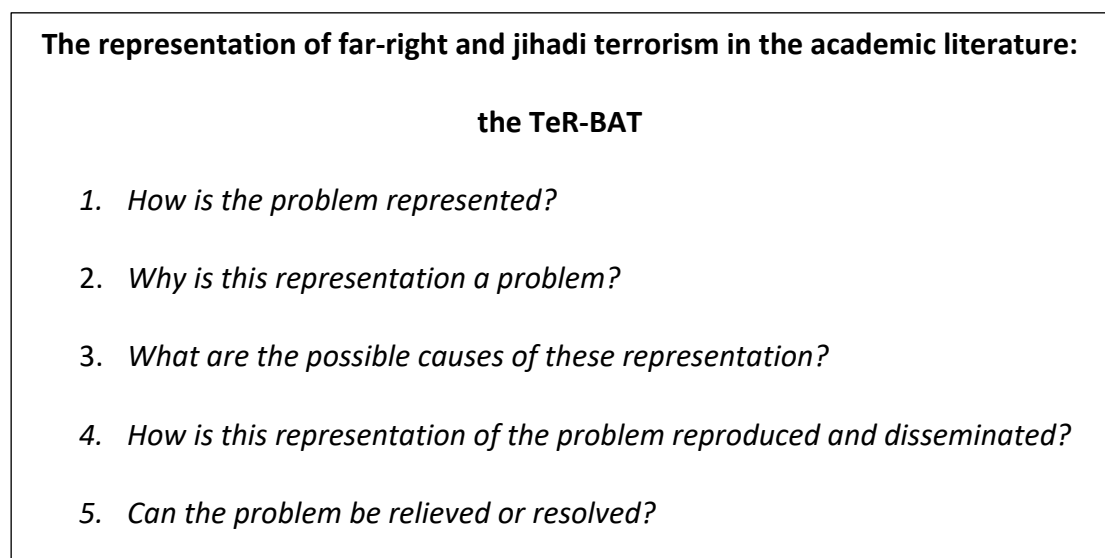 The representation of far-right and jihadi terrorism in the academic literature:
the TeR-BAT
1. How is the problem represented?
2. Why is this representation a problem?
3. What are the possible causes of these representation?
4. How is this representation of the problem reproduced and disseminated?
5. Can the problem be relieved or resolved?